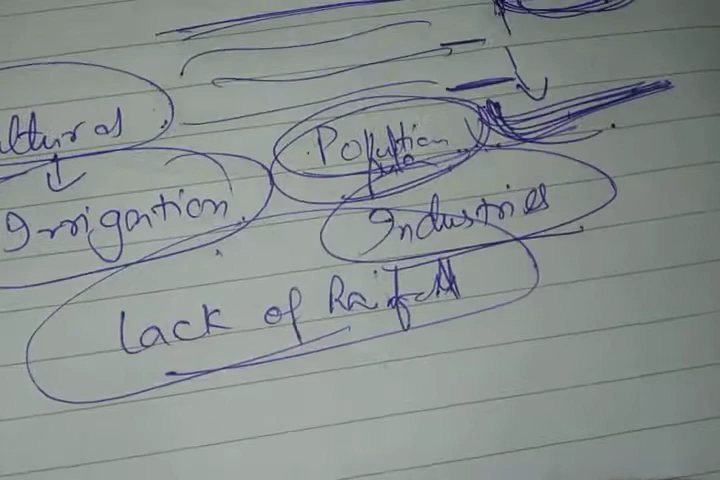 ltural
Pollution
Irrigation
Industries
Lack of Rainfall